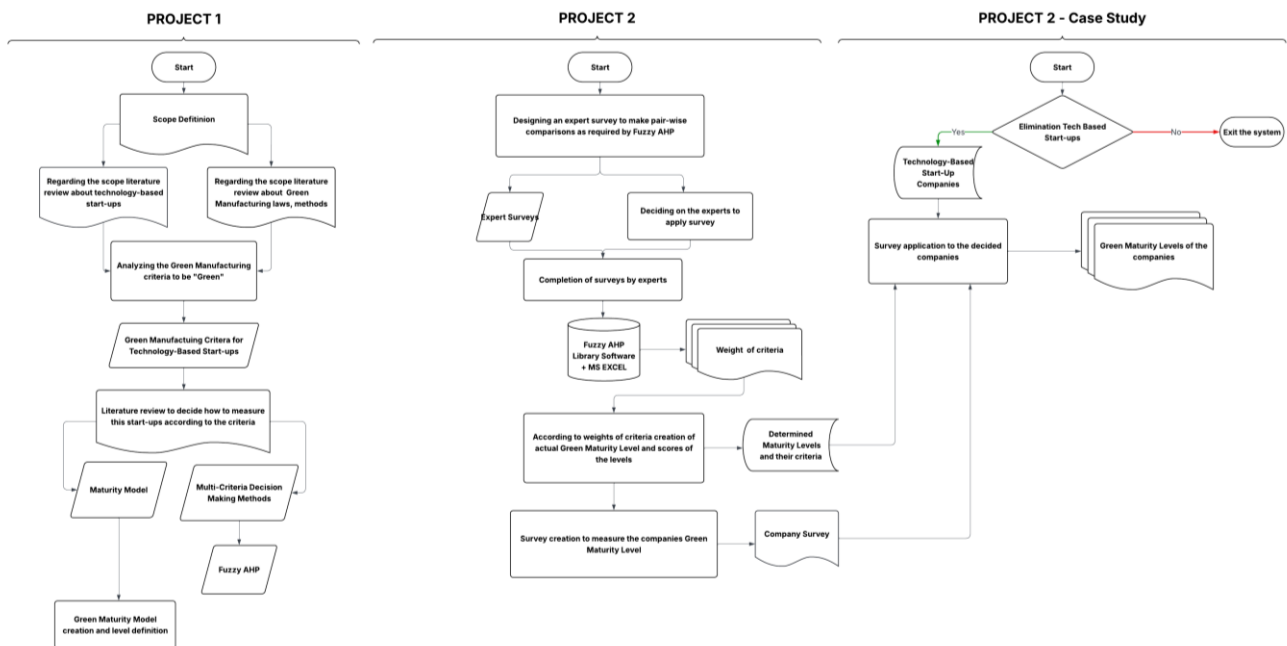 PROJECT 1
Start
Scope Defitinion
Regarding the scope literature
review about technology-based
start-ups
Regarding the scope literature
review about Green
Manufacturing laws, methods
Analyzing the Green Manufacturing
criteria to be "Green"
Green Manufactuing Critera for
Technology-Based Start-ups
Literature review to decide how to measure
this start-ups according to the criteria
Maturity Model
Multi-Criteria Decision
Making Methods
Fuzzy AHP
Green Maturity Model
creation and level definition
PROJECT 2
Start
Designing an expert survey to make pair-wise
comparisons as required by Fuzzy AHP
Expert Surveys
Deciding on the experts to
apply survey
Completion of surveys by experts
Fuzzy AHP
Library Software
+ MS EXCEL
Weight of criteria
According to weights of criteria creation of
actual Green Maturity Level and scores of
the levels
Determined
Maturity Levels
and their criteria
Survey creation to measure the companies Green
Maturity Level
Company Survey
PROJECT 2 - Case Study
Start
Elimination Tech Based
Start-ups
Yes
No
Exit the system
Technology-Based
Start-Up
Companies
Survey application to the decided
companies
Green Maturity Levels of the
companies